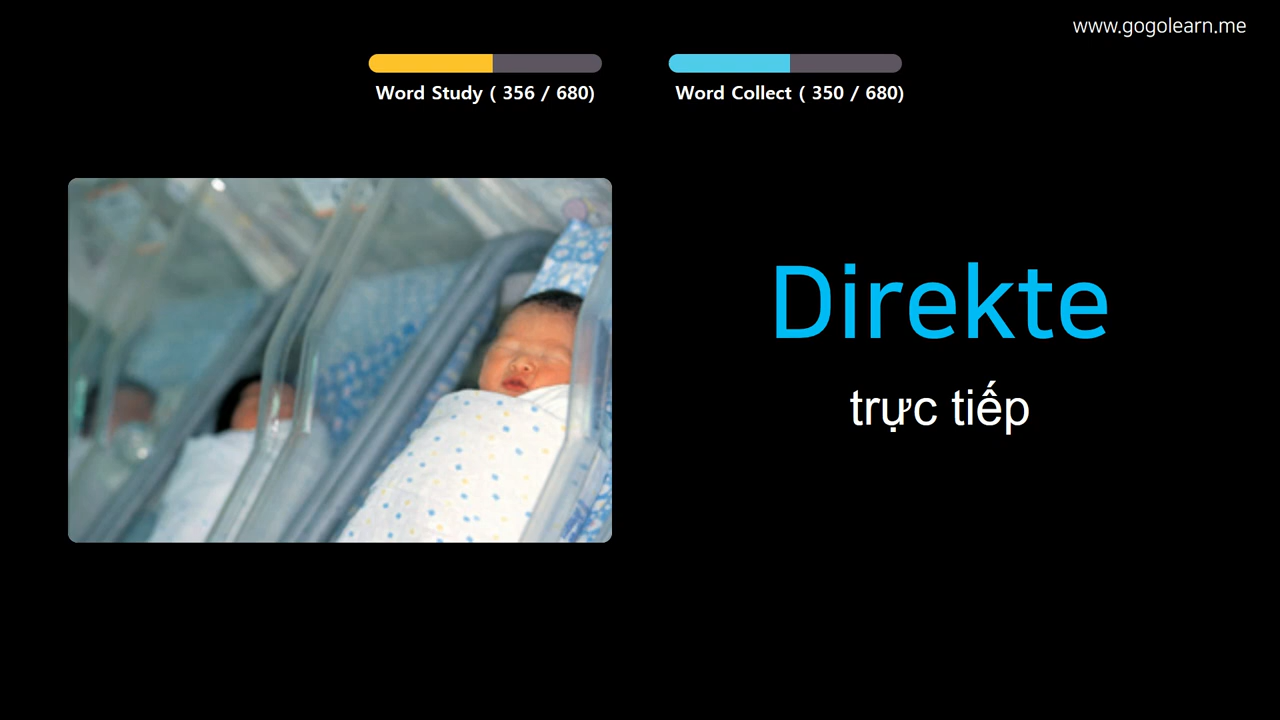 www.gogolearn.me
Word Study ( 356 / 680)
Word Collect ( 350 / 680)
Direkte
trực tiếp